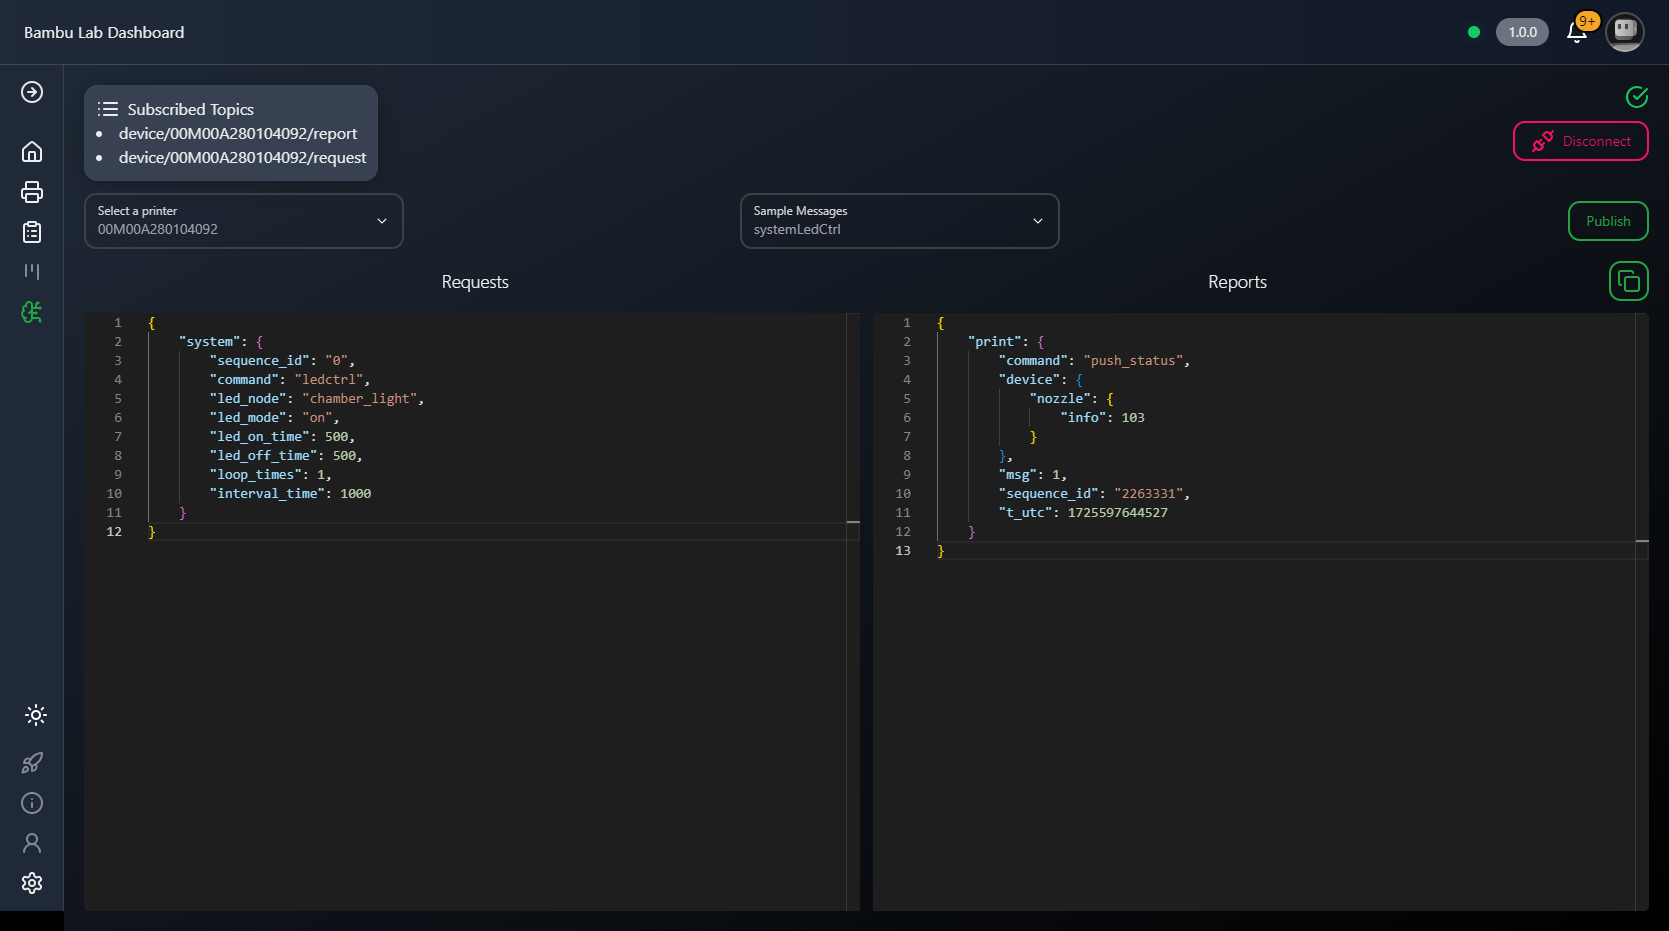 Bambu Lab Dashboard
1.0.0
9+
Subscribed Topics
• device/00M00A280104092/report
• device/00M00A280104092/request
Disconnect
Select a printer
00M00A280104092
Sample Messages
systemLedCtrl
Publish
Requests
1 {
2 "system": {
3 "sequence_id": "0",
4 "command": "ledctrl",
5 "led_node": "chamber_light",
6 "led_mode": "on",
7 "led_on_time": 500,
8 "led_off_time": 500,
9 "loop_times": 1,
10 "interval_time": 1000
11 }
12 }
Reports
1 {
2 "print": {
3 "command": "push_status",
4 "device": {
5 "nozzle": {
6 "info": 103
7 }
8 },
9 "msg": 1,
10 "sequence_id": "2263331",
11 "t_utc": 1725597644527
12 }
13 }